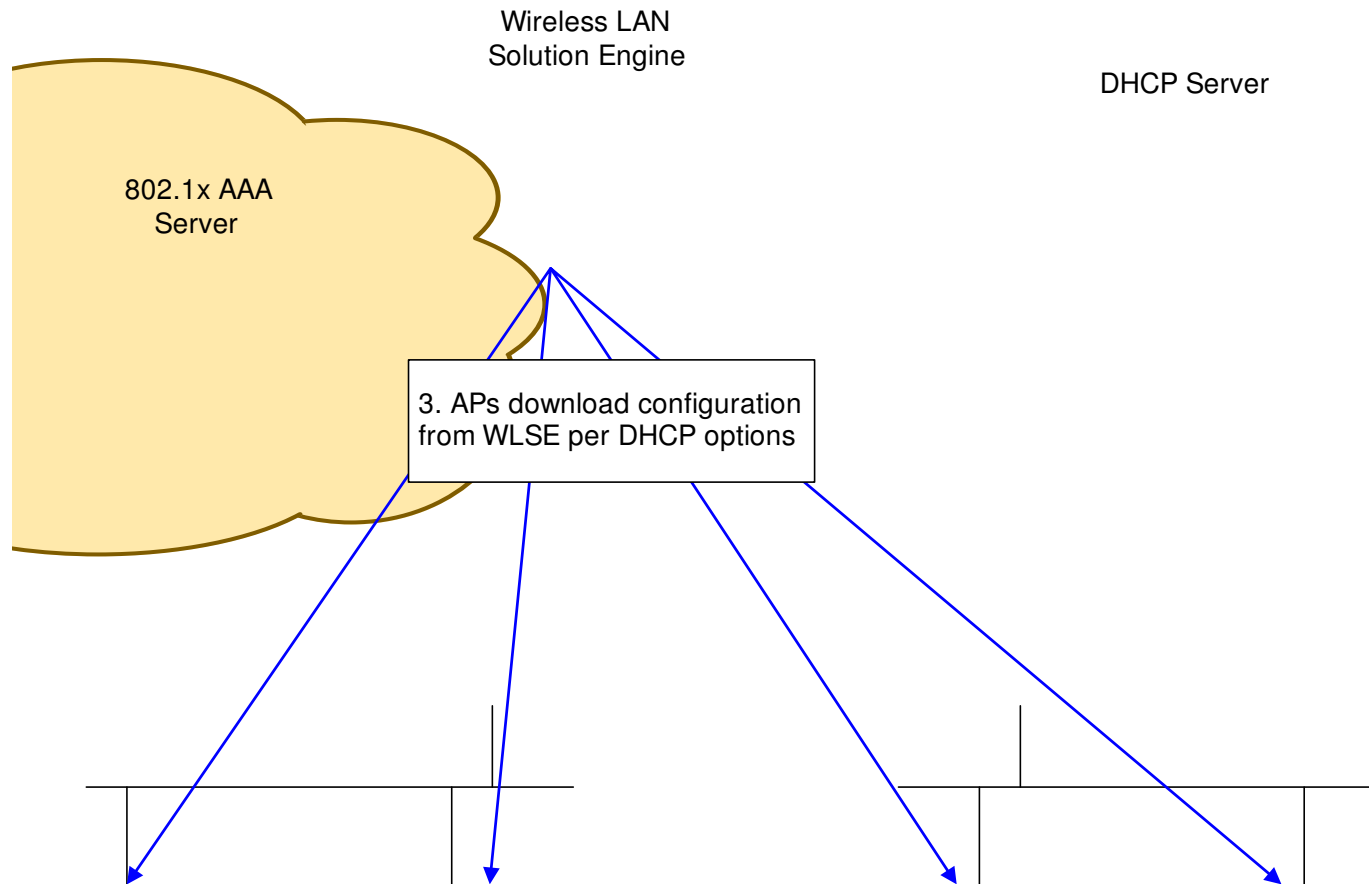 Wireless LAN
Solution Engine
DHCP Server
802.1x AAA
Server
3. APs download configuration
from WLSE per DHCP options